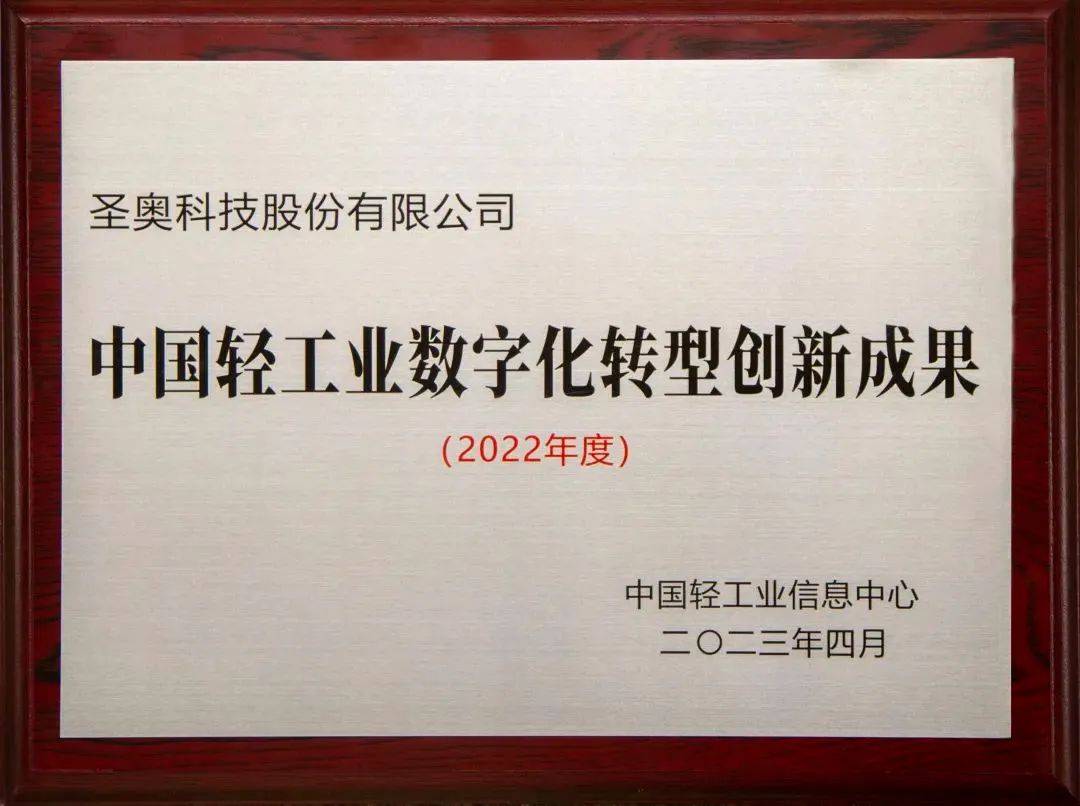 圣奥科技股份有限公司
中国轻工业数字化转型创新成果
(2022年度)
中国轻工业信息中心
二〇二三年四月